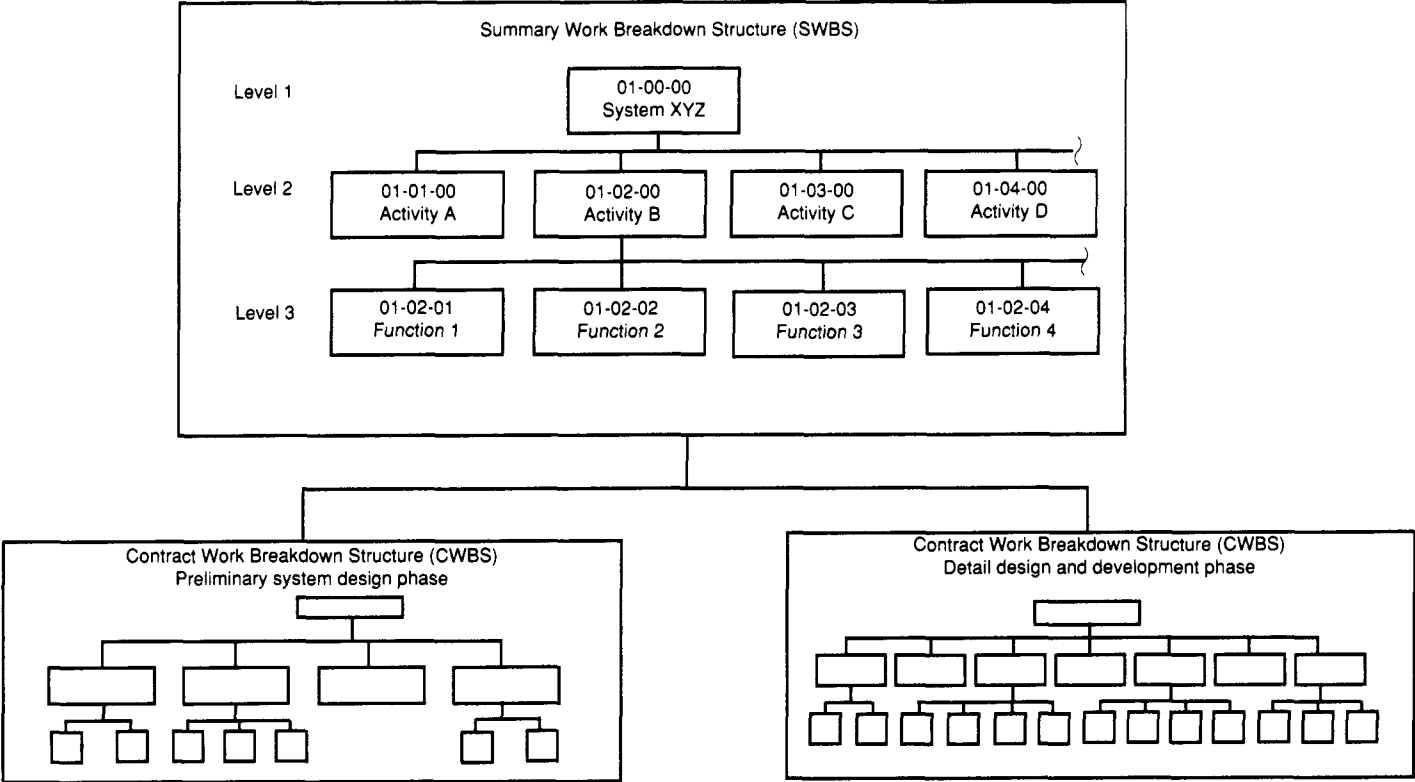 Summary Work Breakdown Structure (SWBS)
Level 1
01-00-00
System XYZ
Level 2
01-01-00
Activity A
01-02-00
Activity B
01-03-00
Activity C
01-04-00
Activity D
Level 3
01-02-01
Function 1
01-02-02
Function 2
01-02-03
Function 3
01-02-04
Function 4
Contract Work Breakdown Structure (CWBS)
Preliminary system design phase
Contract Work Breakdown Structure (CWBS)
Detail design and development phase